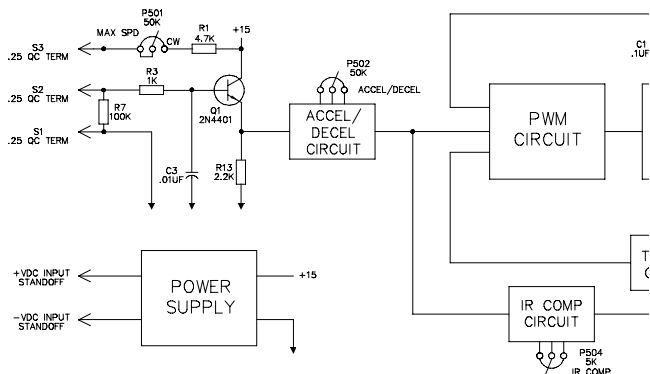 P501
50K
MAX SPD
CW
R1
4.7K
+15
S3
.25 QC TERM
S2
.25 QC TERM
R3
1K
R7
100K
S1
.25 QC TERM
Q1
2N4401
C3
.01UF
R13
2.2K
P502
50K
ACCEL/DECEL
ACCEL/
DECEL
CIRCUIT
PWM
CIRCUIT
C1
.1UF
+VDC INPUT
STANDOFF
-VDC INPUT
STANDOFF
POWER
SUPPLY
+15
IR COMP
CIRCUIT
P504
5K
IR COMP